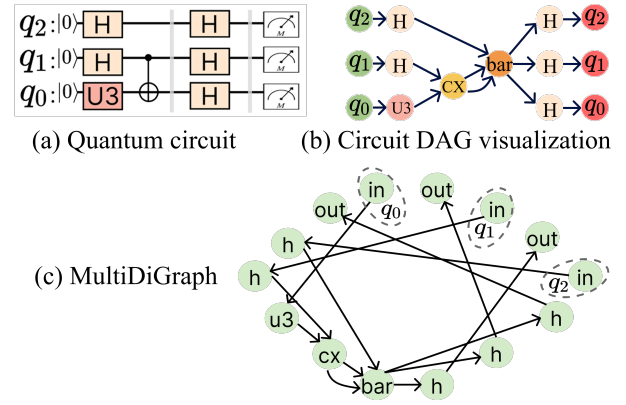 q₂:|0⟩ H H M
q₁:|0⟩ H H M
q₀:|0⟩ U3 H M
(a) Quantum circuit
q₂ H H q₂
q₁ H CX bar H q₁
q₀ U3 H q₀
(b) Circuit DAG visualization
in q₀
out
out
in q₁
out
in q₂
h
h
u3
cx
bar
h
h
h
(c) MultiDiGraph